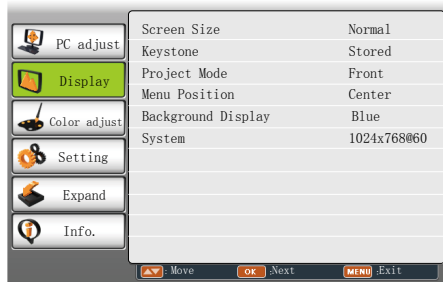 PC adjust
Display
Color adjust
Setting
Expand
Info.
Screen Size Normal
Keystone Stored
Project Mode Front
Menu Position Center
Background Display Blue
System 1024x768@60
: Move OK :Next MENU :Exit